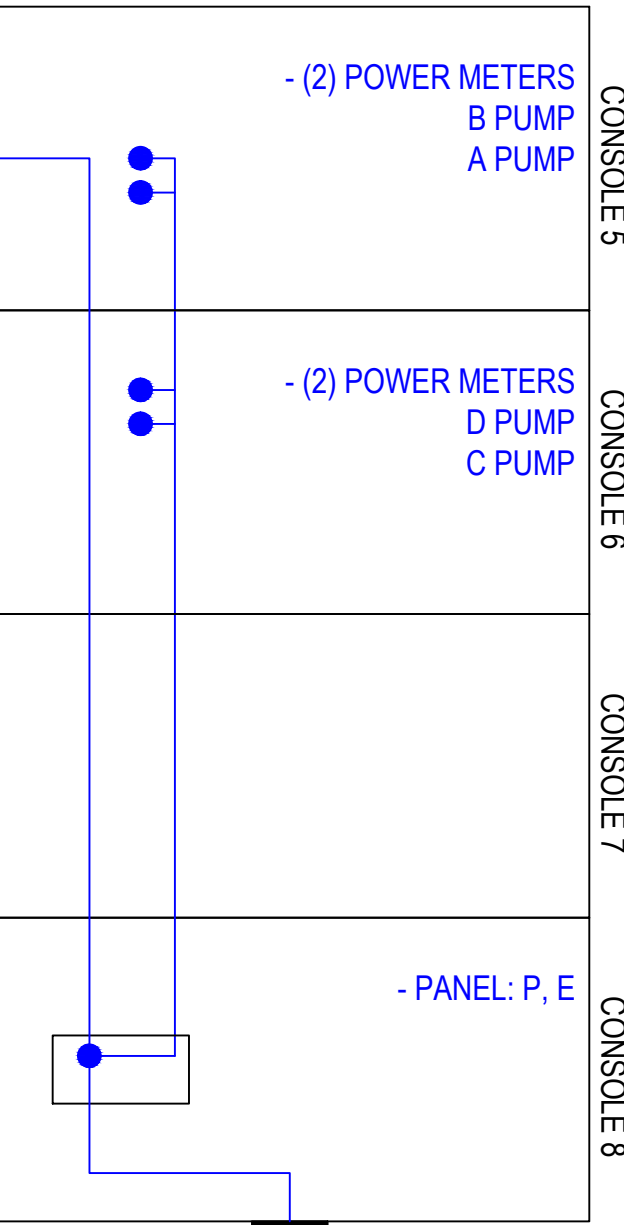 - (2) POWER METERS
B PUMP
A PUMP
CONSOLE 5
- (2) POWER METERS
D PUMP
C PUMP
CONSOLE 6
CONSOLE 7
- PANEL: P, E
CONSOLE 8